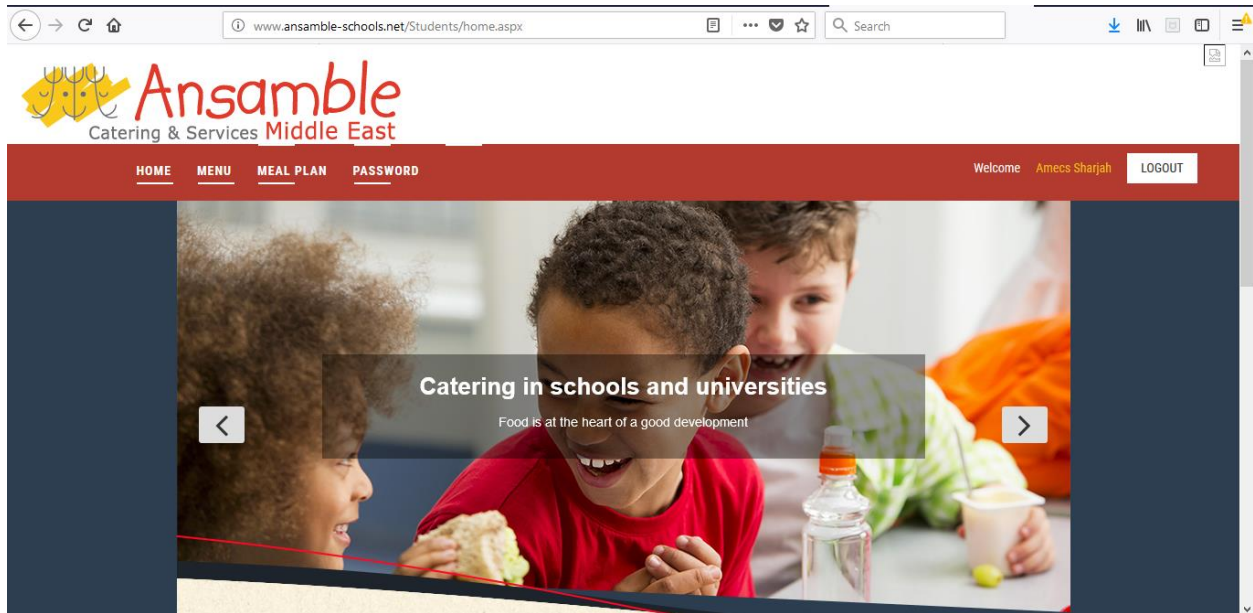 www.ansamble-schools.net/Students/home.aspx
Search
Ansamble
Catering & Services Middle East
HOME MENU MEAL PLAN PASSWORD
Welcome Amecs Sharjah LOGOUT
Catering in schools and universities
Food is at the heart of a good development